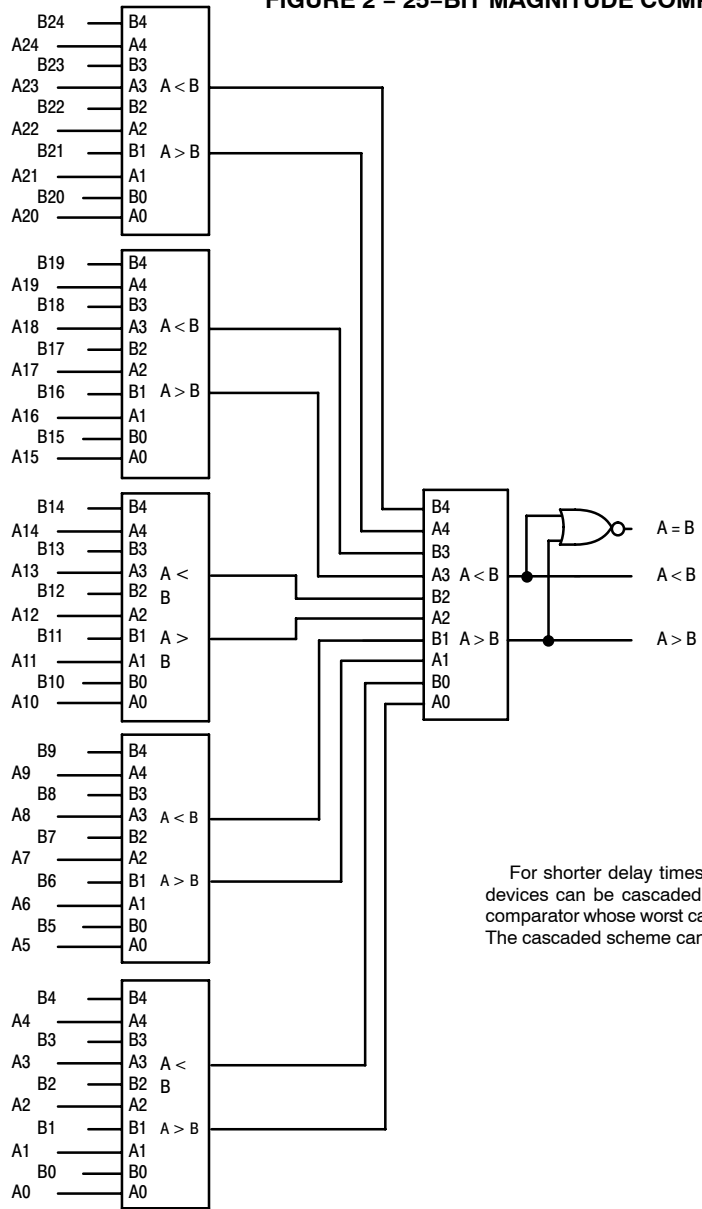 FIGURE 2 – 25–BIT MAGNITUDE
B24 B4
A24 A4
B23 B3
A23 A3 A < B
B22 B2
A22 A2
B21 B1 A > B
A21 A1
B20 B0
A20 A0
B19 B4
A19 A4
B18 B3
A18 A3 A < B
B17 B2
A17 A2
B16 B1 A > B
A16 A1
B15 B0
A15 A0
B14 B4
A14 A4
B13 B3
A13 A3 A <
B12 B2 B
A12 A2
B11 B1 A >
A11 A1 B
B10 B0
A10 A0
B9 B4
A9 A4
B8 B3
A8 A3 A < B
B7 B2
A7 A2
B6 B1 A > B
A6 A1
B5 B0
A5 A0
B4 B4
A4 A4
B3 B3
A3 A3 A <
B2 B2 B
A2 A2
B1 B1 A > B
A1 A1
B0 B0
A0 A0
B4
A4
B3
A3 A < B
B2
A2
B1 A > B
A1
B0
A0
A = B
A < B
A > B
For shorter delay times
devices can be cascaded
comparator whose worst
The cascaded scheme